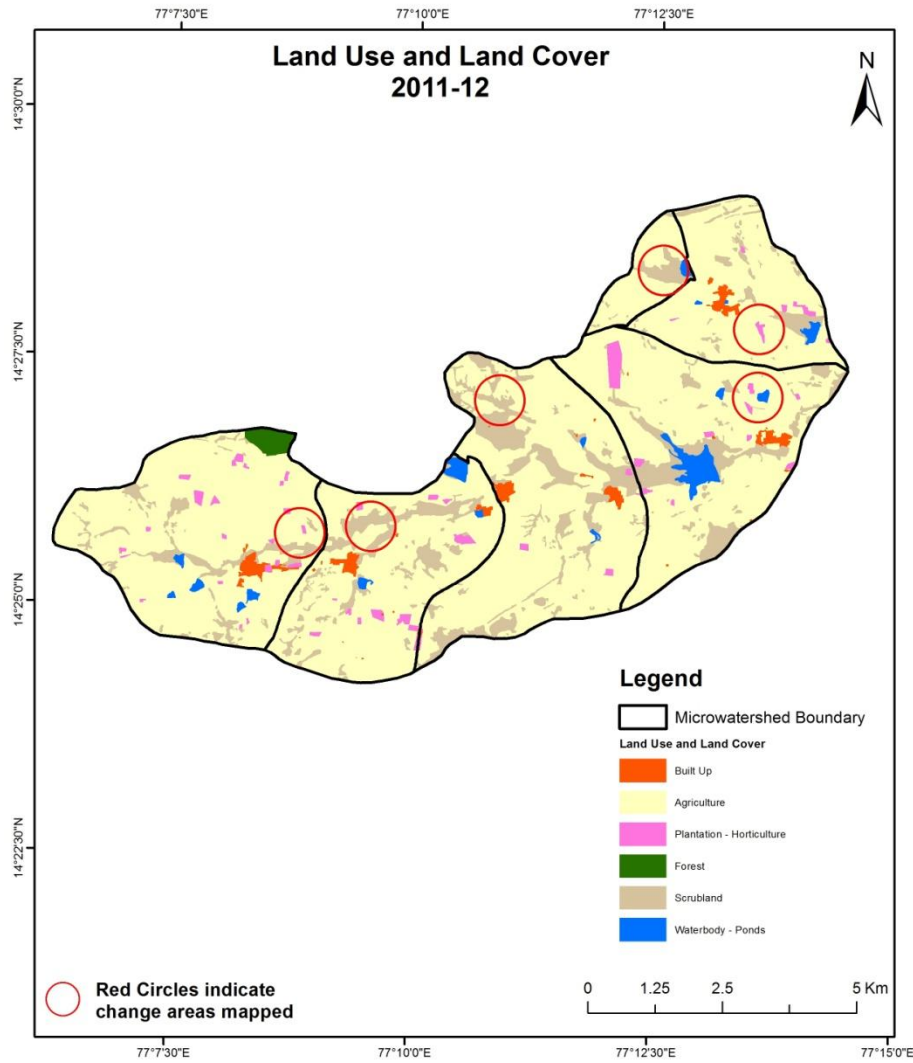 77°7'30"E 77°10'0"E 77°12'30"E
Land Use and Land Cover
2011-12
N
14°30'0"N
14°27'30"N
14°25'0"N
14°22'30"N
Legend
Microwatershed Boundary
Land Use and Land Cover
Built Up
Agriculture
Plantation - Horticulture
Forest
Scrubland
Waterbody - Ponds
Red Circles indicate
change areas mapped
0 1.25 2.5 5 Km
77°7'30"E 77°10'0"E 77°12'30"E 77°15'0"E